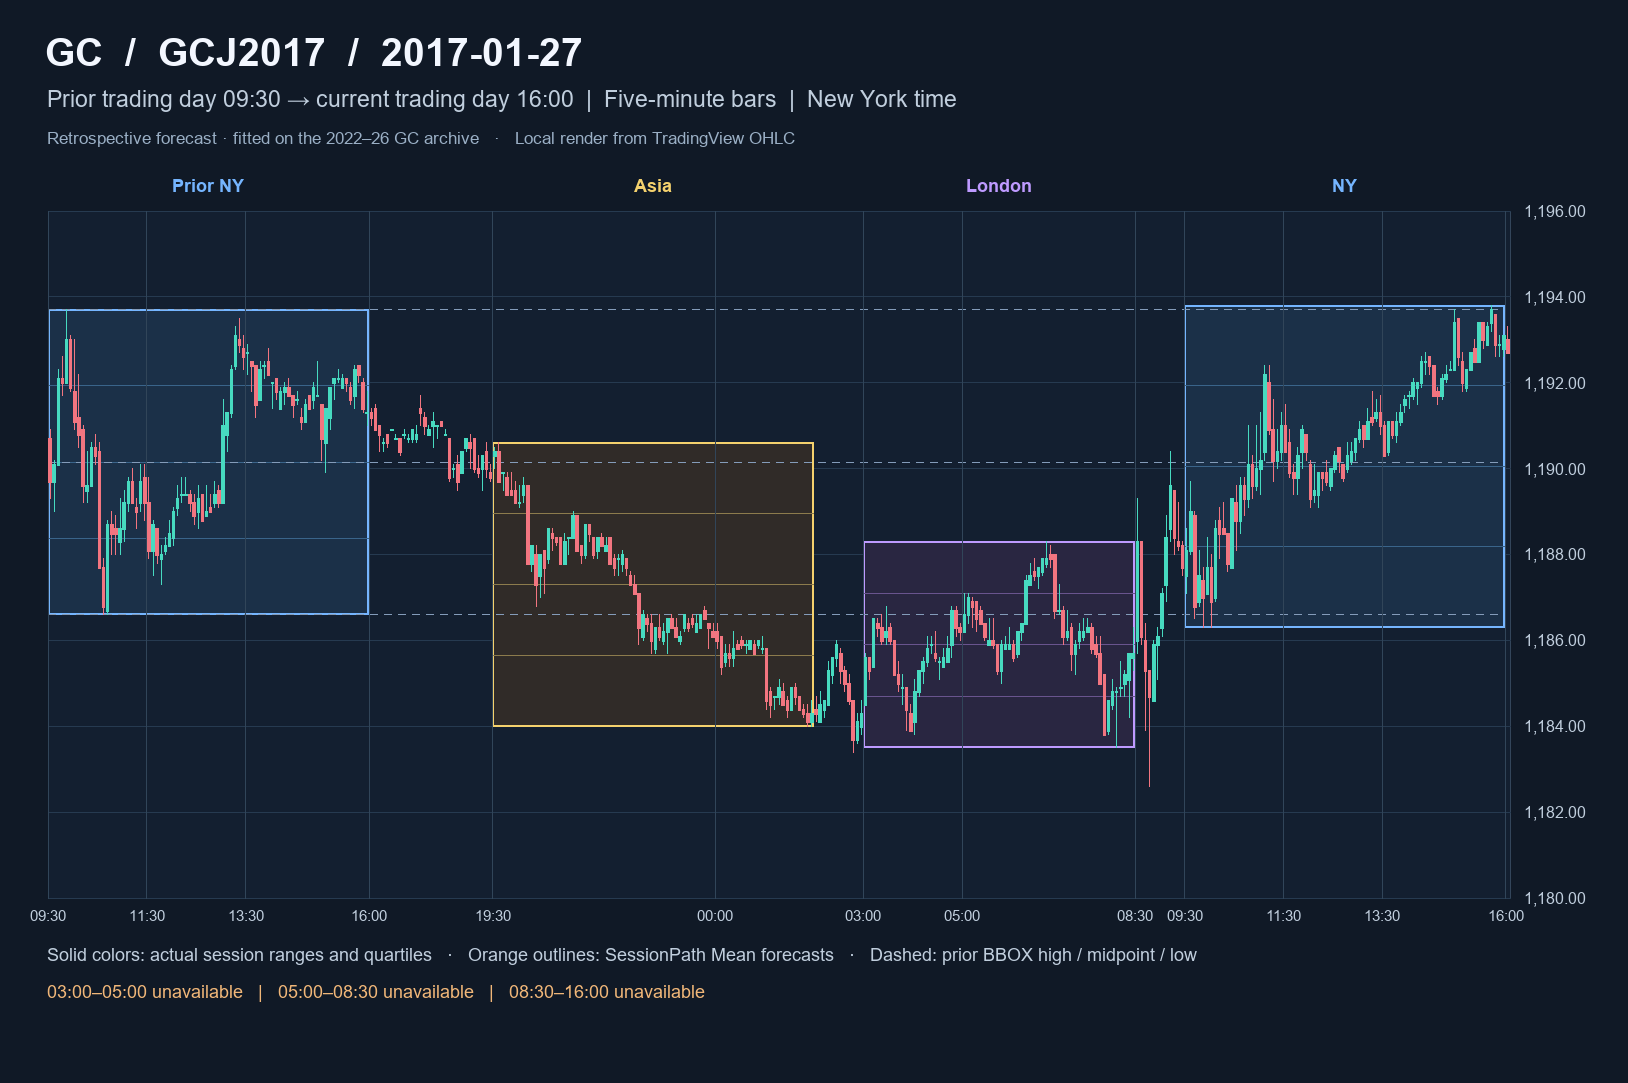 GC / GCJ2017 / 2017-01-27
Prior trading day 09:30 → current trading day 16:00 | Five-minute bars | New York time
Retrospective forecast · fitted on the 2022–26 GC archive · Local render from TradingView OHLC
Prior NY Asia London NY
1,196.00
1,194.00
1,192.00
1,190.00
1,188.00
1,186.00
1,184.00
1,182.00
1,180.00
09:30 11:30 13:30 16:00 19:30 00:00 03:00 05:00 08:30 09:30 11:30 13:30 16:00
Solid colors: actual session ranges and quartiles · Orange outlines: SessionPath Mean forecasts · Dashed: prior BBOX high / midpoint / low
03:00–05:00 unavailable | 05:00–08:30 unavailable | 08:30–16:00 unavailable